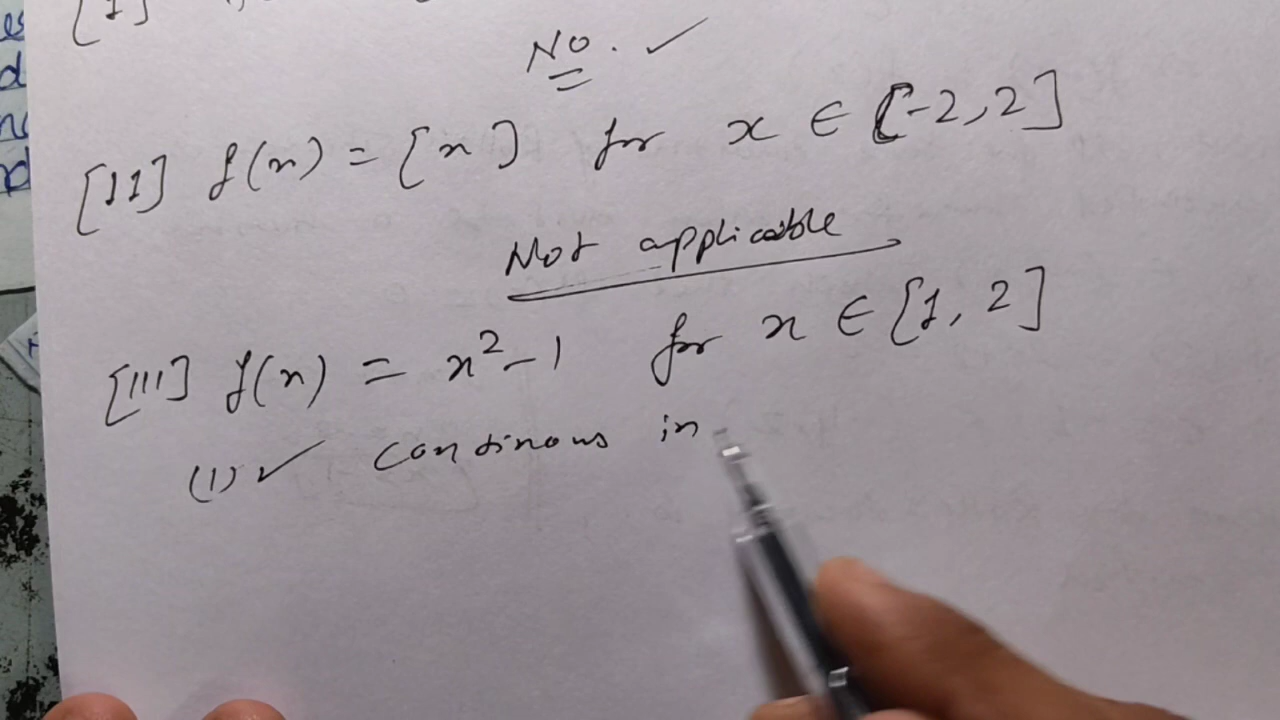 [I]
No. ✓
[II] f(x) = [x] for x ∈ [-2, 2]
Not applicable
[III] f(x) = x²-1 for x ∈ [1, 2]
(1) ✓ continous in